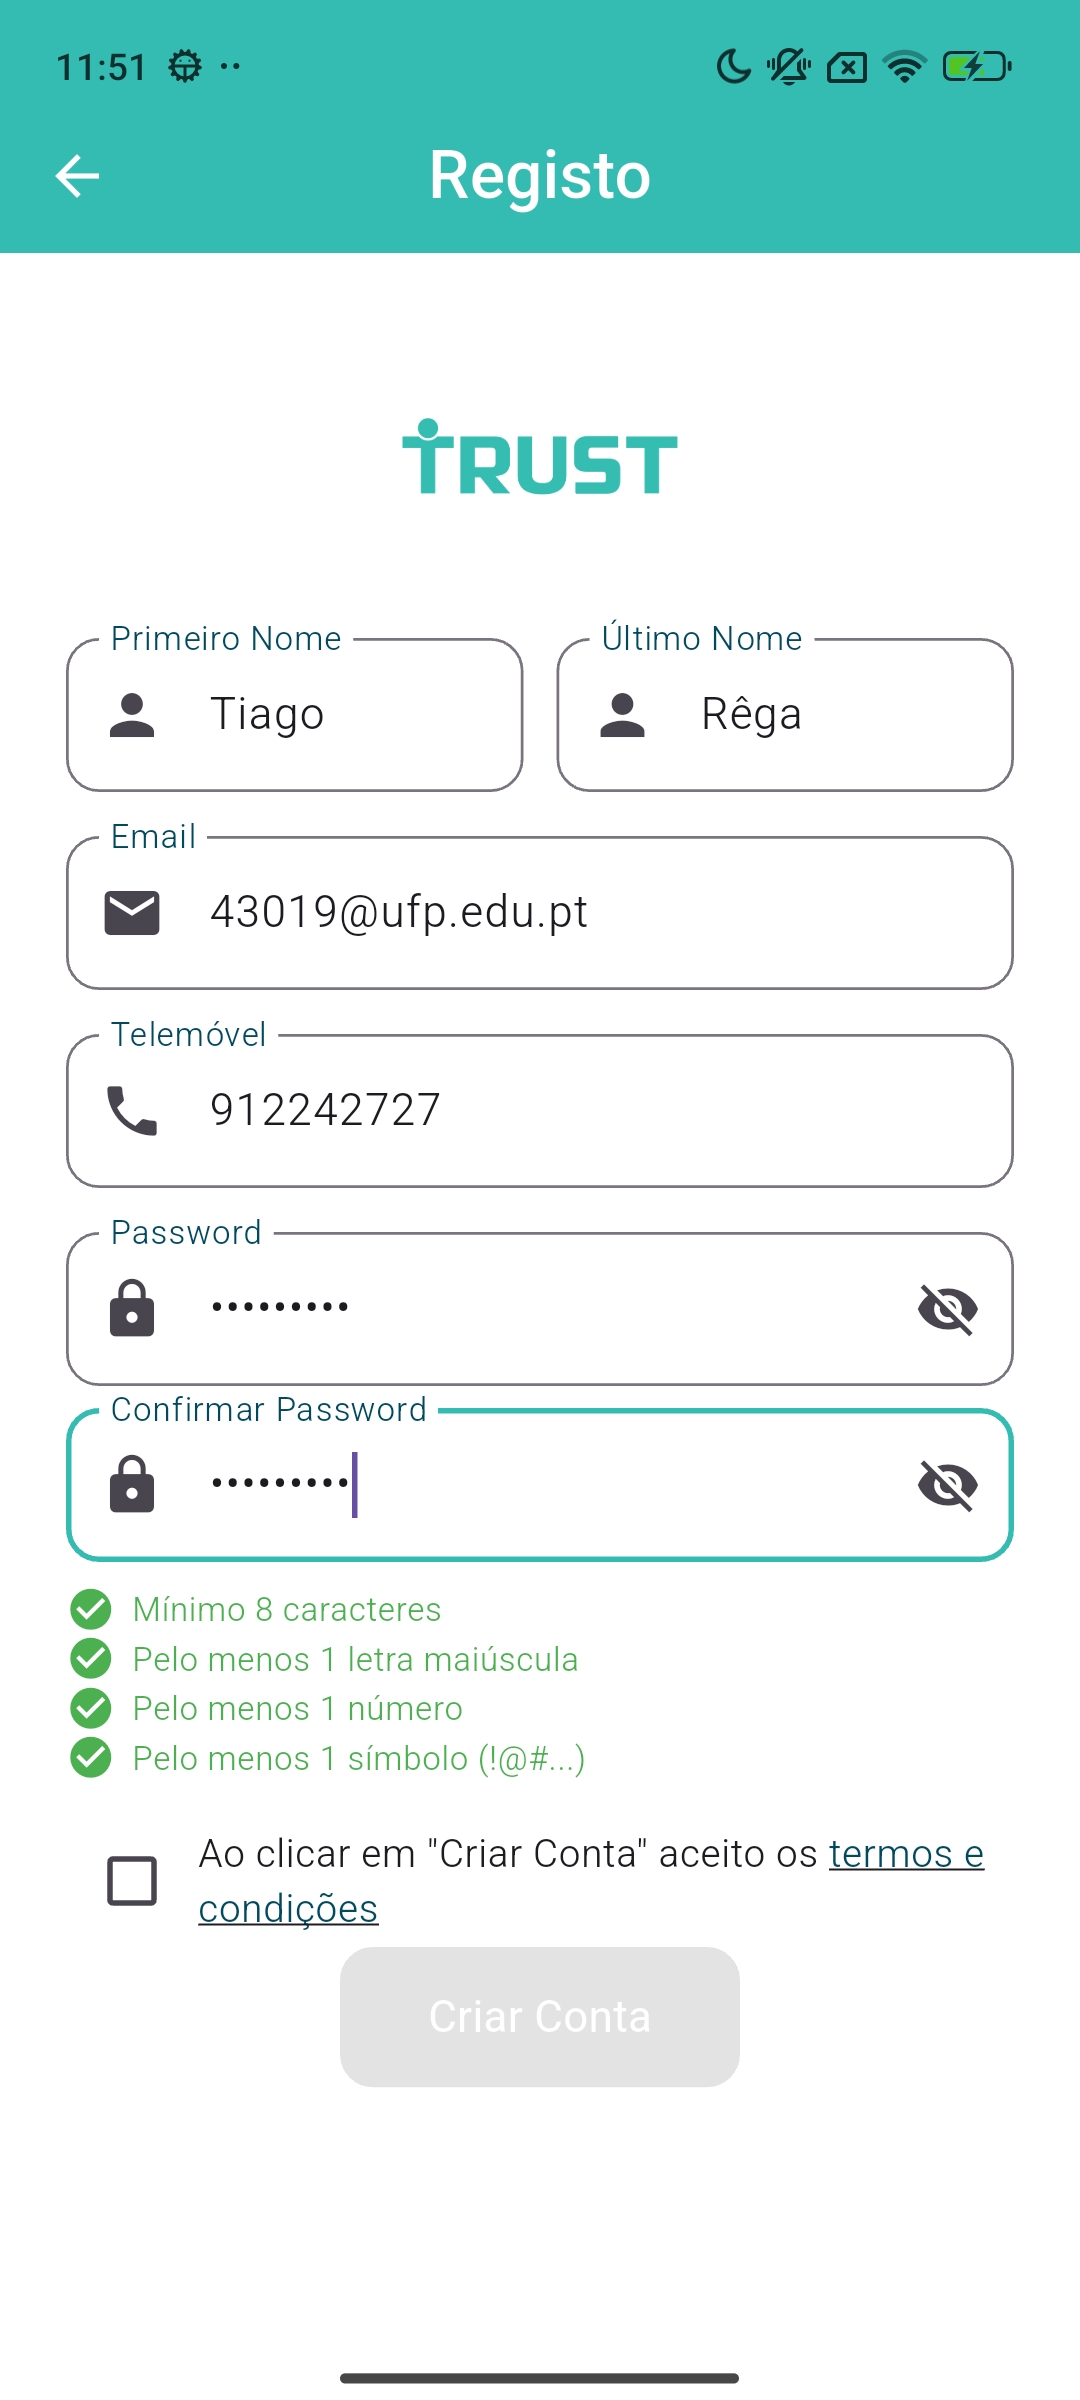 11:51
Registo
TRUST
Primeiro Nome
Último Nome
Tiago
Rêga
Email
43019@ufp.edu.pt
Telemóvel
912242727
Password
•••••••••
Confirmar Password
•••••••••
Mínimo 8 caracteres
Pelo menos 1 letra maiúscula
Pelo menos 1 número
Pelo menos 1 símbolo (!@#...)
Ao clicar em "Criar Conta" aceito os termos e
condições
Criar Conta